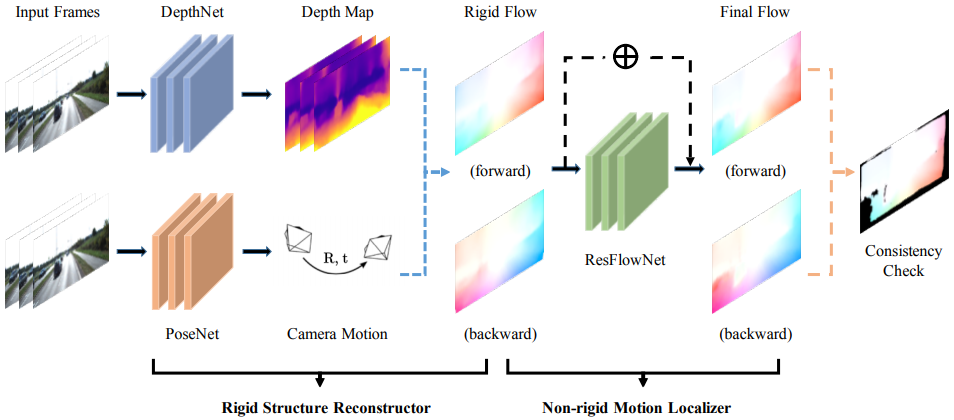 Input Frames
DepthNet
Depth Map
Rigid Flow
Final Flow
(forward)
(forward)
R, t
ResFlowNet
Consistency
Check
PoseNet
Camera Motion
(backward)
(backward)
Rigid Structure Reconstructor
Non-rigid Motion Localizer